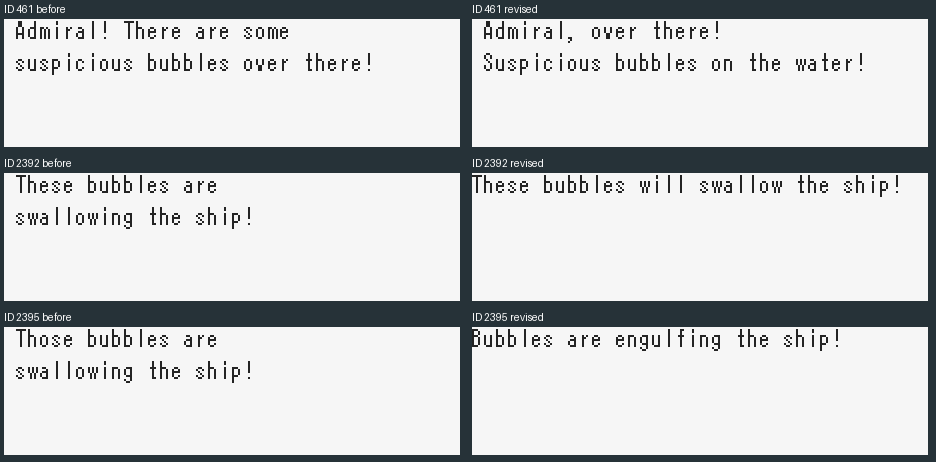 ID 461 before
Admiral! There are some
suspicious bubbles over there!
ID 461 revised
Admiral, over there!
Suspicious bubbles on the water!
ID 2392 before
These bubbles are
swallowing the ship!
ID 2392 revised
These bubbles will swallow the ship!
ID 2395 before
Those bubbles are
swallowing the ship!
ID 2395 revised
Bubbles are engulfing the ship!